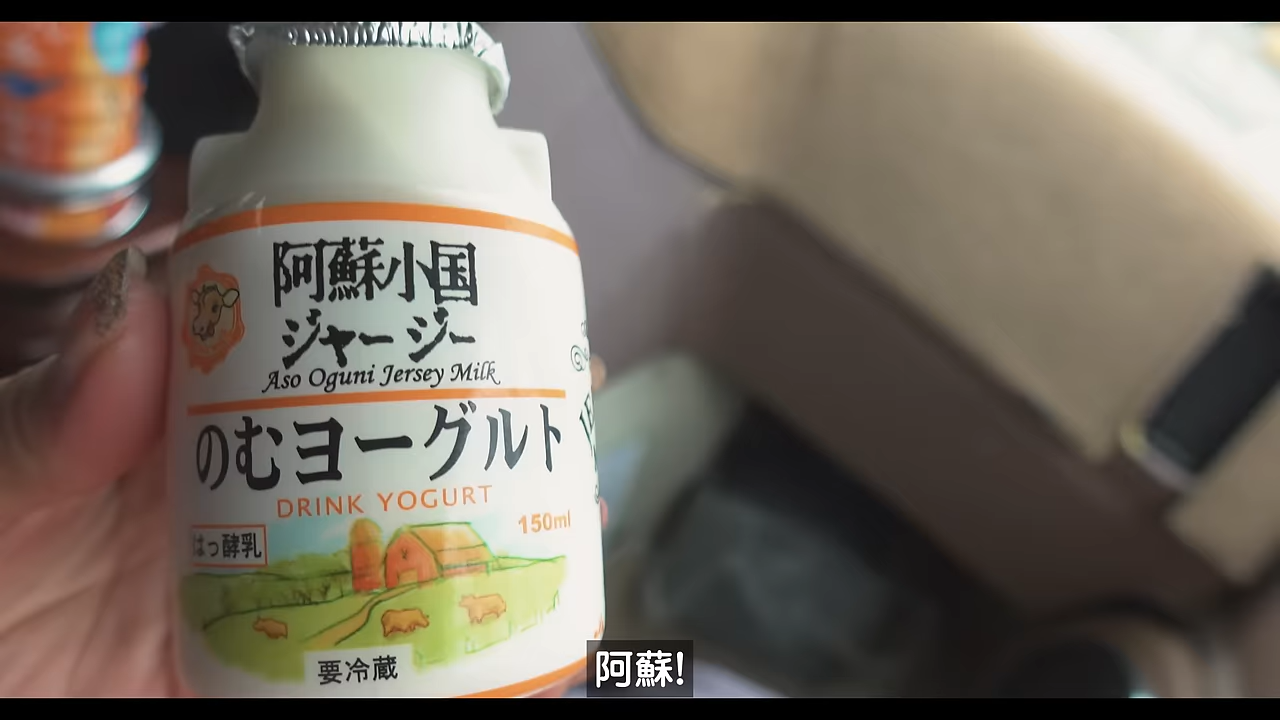 阿蘇小国
ジャージー
Aso Oguni Jersey Milk
のむヨーグルト
DRINK YOGURT
150ml
はっ酵乳
要冷蔵
阿蘇!